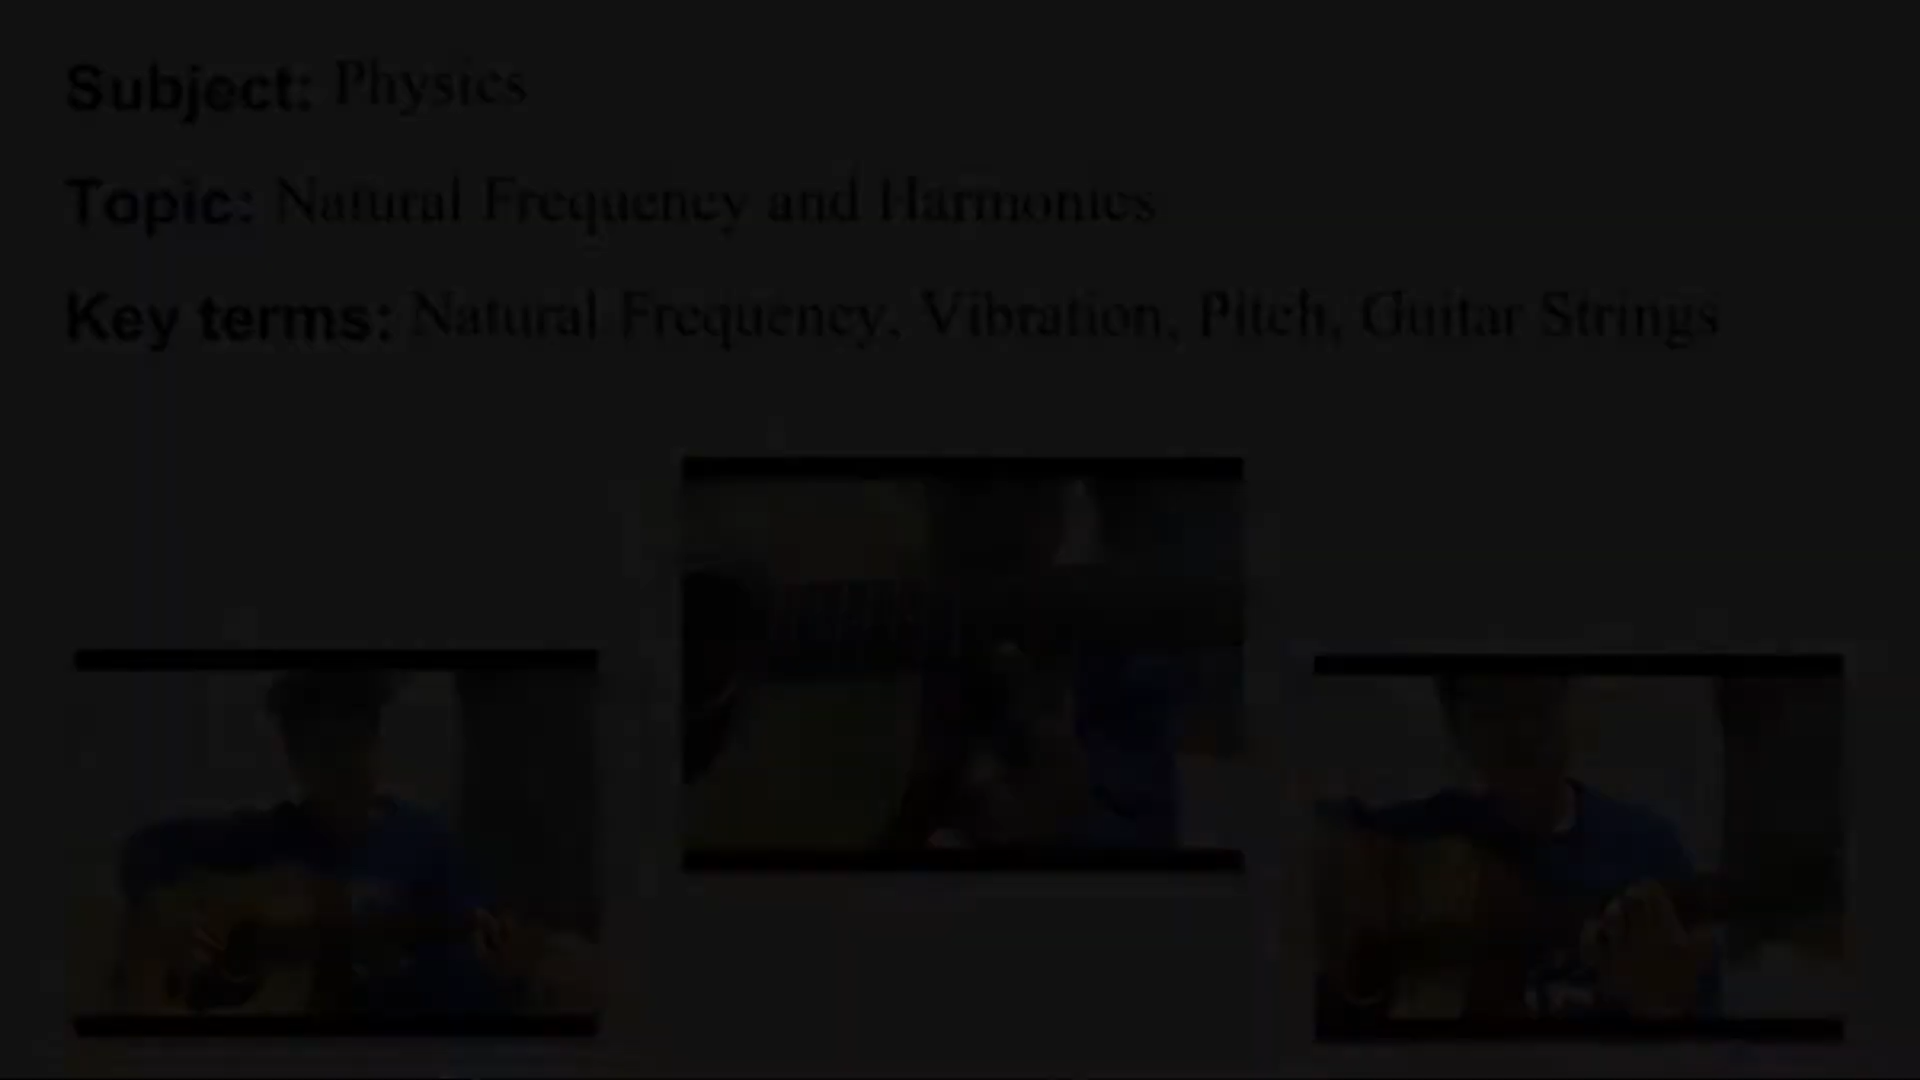 Subject: Physics
Topic: Natural Frequency and Harmonics
Key terms: Natural Frequency, Vibration, Pitch, Guitar Strings